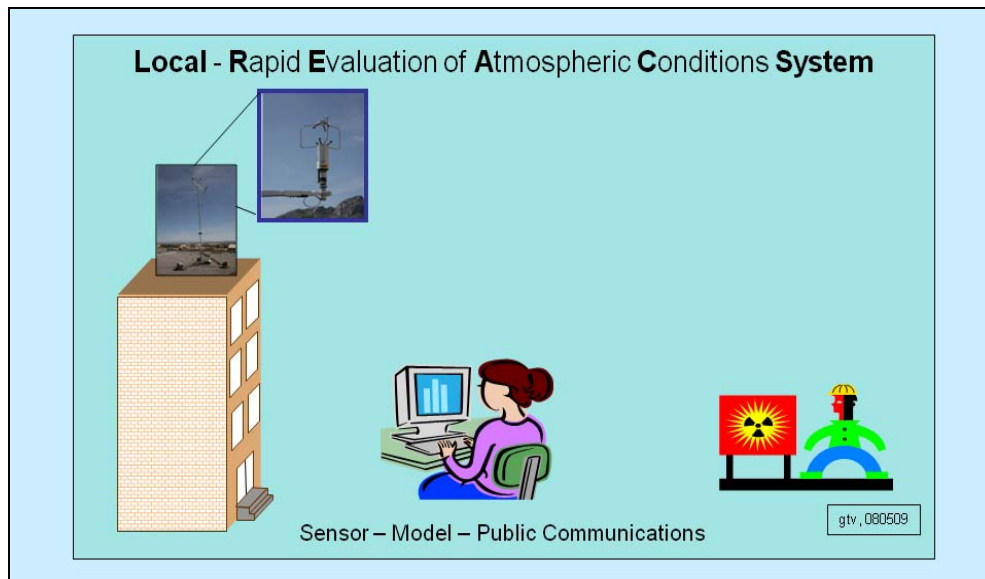 Local - Rapid Evaluation of Atmospheric Conditions System
Sensor – Model – Public Communications
gtv, 080509